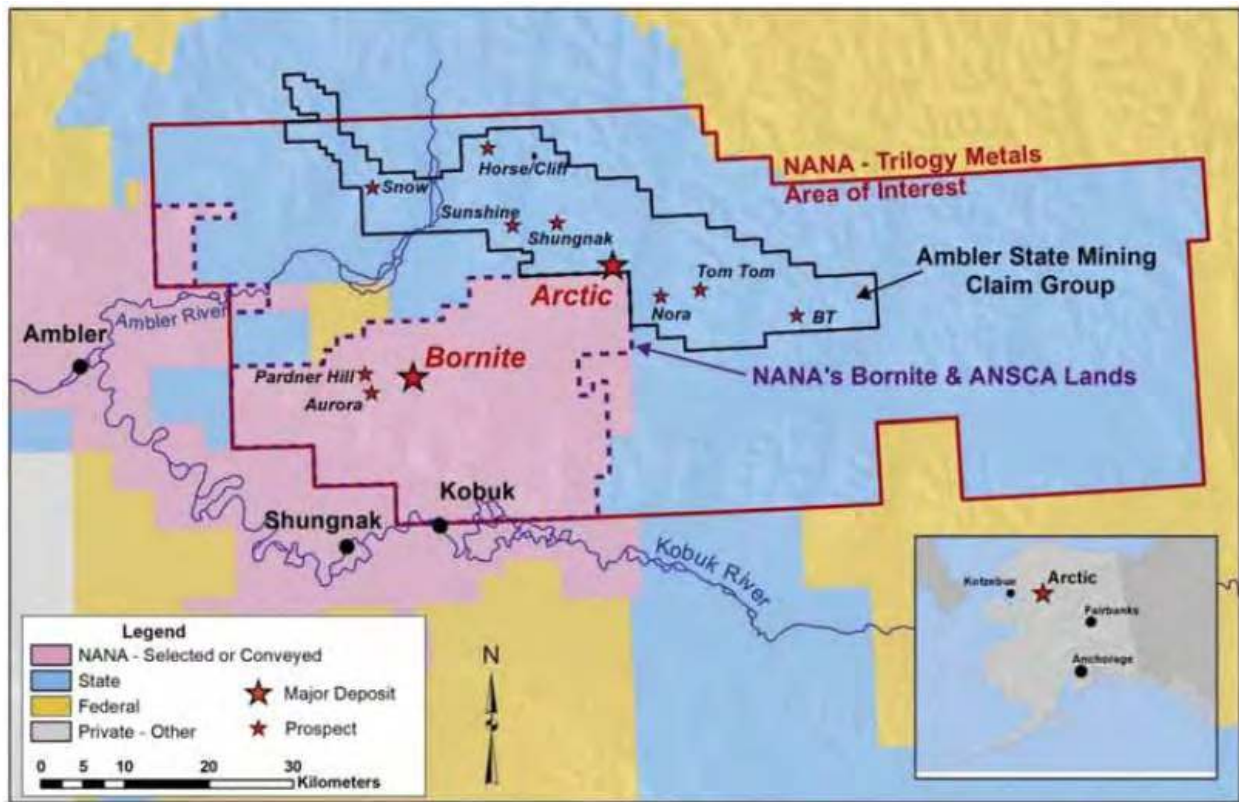 NANA - Trilogy Metals
Area of Interest
Horse/Cliff
Snow
Sunshine
Shungnak
Ambler State Mining
Claim Group
Tom Tom
Arctic
Nora
BT
Ambler River
Ambler
Bornite
NANA's Bornite & ANSCA Lands
Pardner Hill
Aurora
Kobuk
Shungnak
Kobuk River
Kotzebue
Arctic
Fairbanks
Anchorage
Legend
NANA - Selected or Conveyed
State
Federal
Private - Other
Major Deposit
Prospect
0 5 10 20 30
Kilometers
N